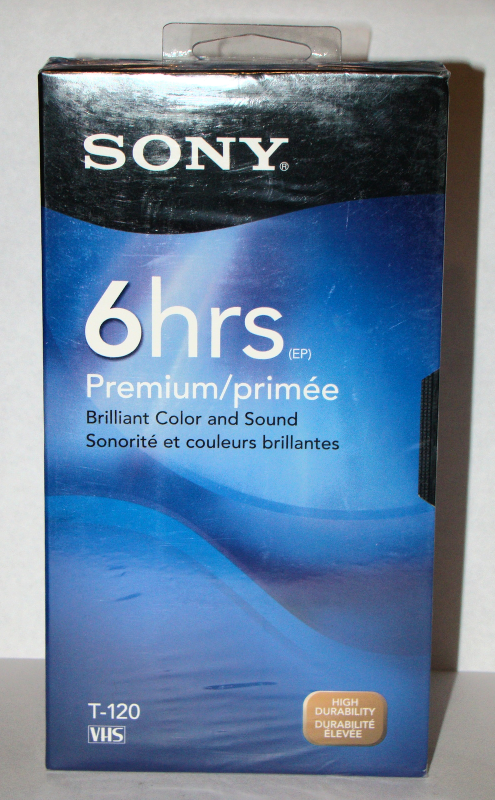 SONY®
6hrs (EP)
Premium/primée
Brilliant Color and Sound
Sonorité et couleurs brillantes
T-120
VHS
HIGH
DURABILITY
DURABILITÉ
ÉLEVÉE